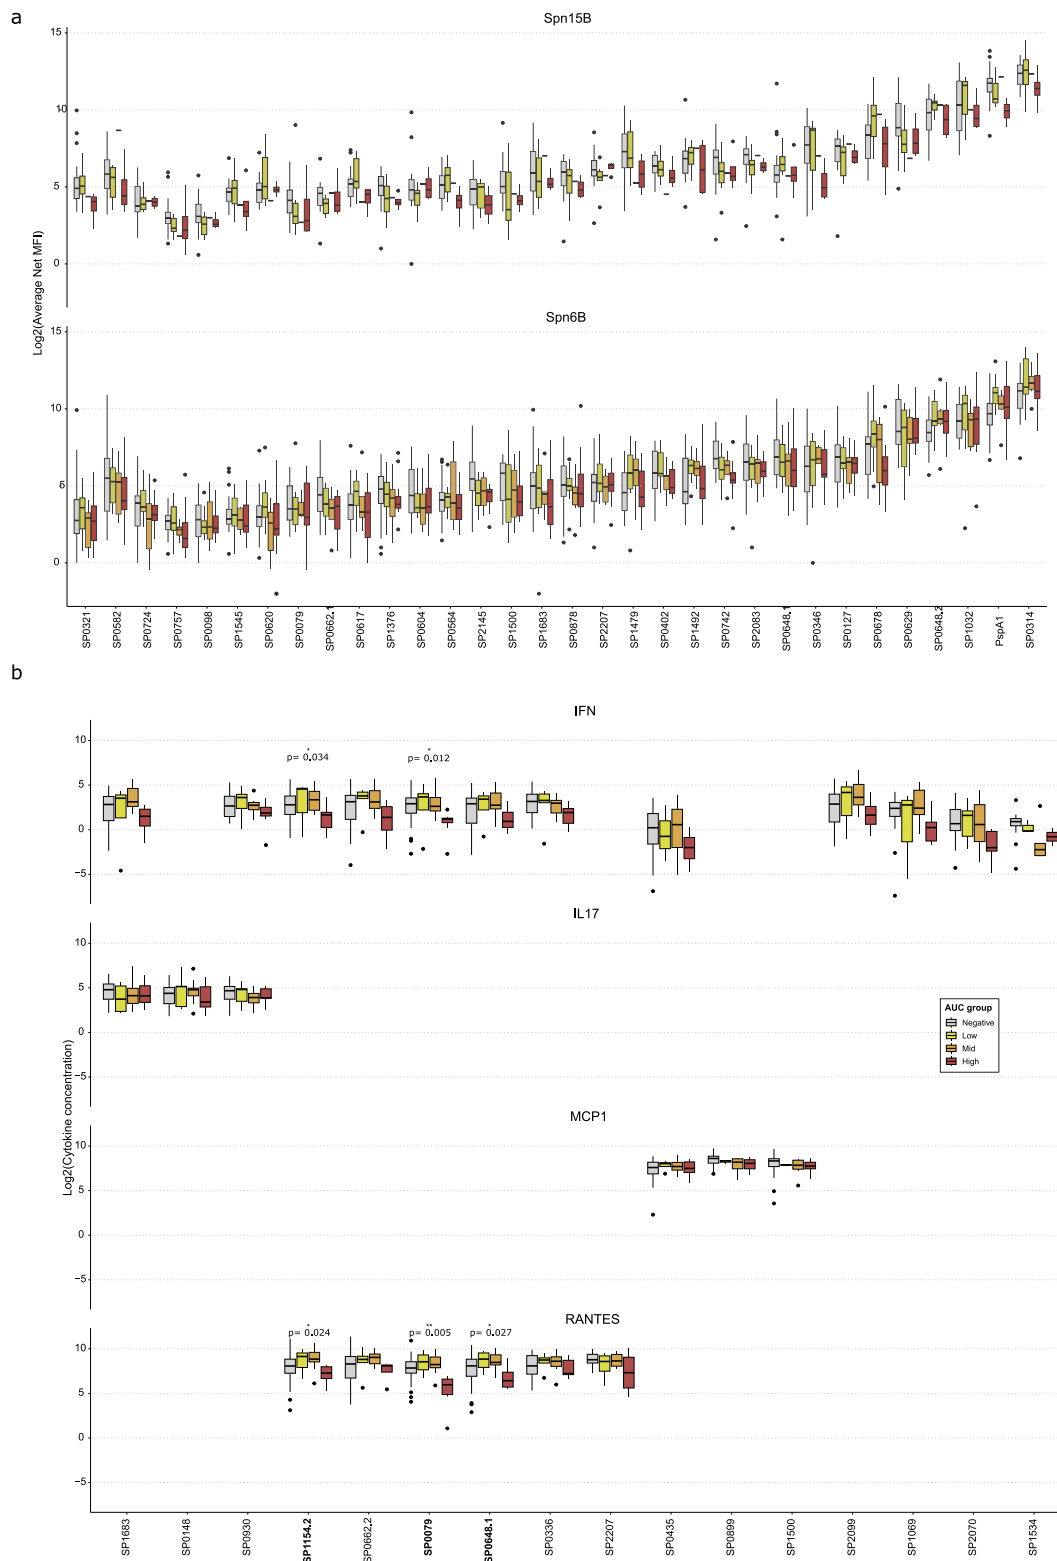 a
Spn15B
15
10
5
0
Log2(Average Net MFI)
Spn6B
15
10
5
0
SP0321 SP0582 SP0724 SP0757 SP0098 SP1545 SP0620 SP0079 SP0662.1 SP0617 SP1376 SP0604 SP0564 SP2145 SP1500 SP1683 SP0878 SP2207 SP1479 SP0402 SP1492 SP0742 SP2083 SP0648.1 SP0346 SP0127 SP0678 SP0629 SP0648.2 SP1032 PspA1 SP0314
b
IFN
10
5
0
−5
* *
p= 0.034 p= 0.012
IL17
10
5
0
−5
AUC group
Negative
Low
Mid
High
Log2(Cytokine concentration)
MCP1
10
5
0
−5
RANTES
10
5
0
−5
* ** *
p= 0.024 p= 0.005 p= 0.027
SP1683 SP0148 SP0930 SP1154.2 SP0662.2 SP0079 SP0648.1 SP0336 SP2207 SP0435 SP0899 SP1500 SP2099 SP1069 SP2070 SP1534